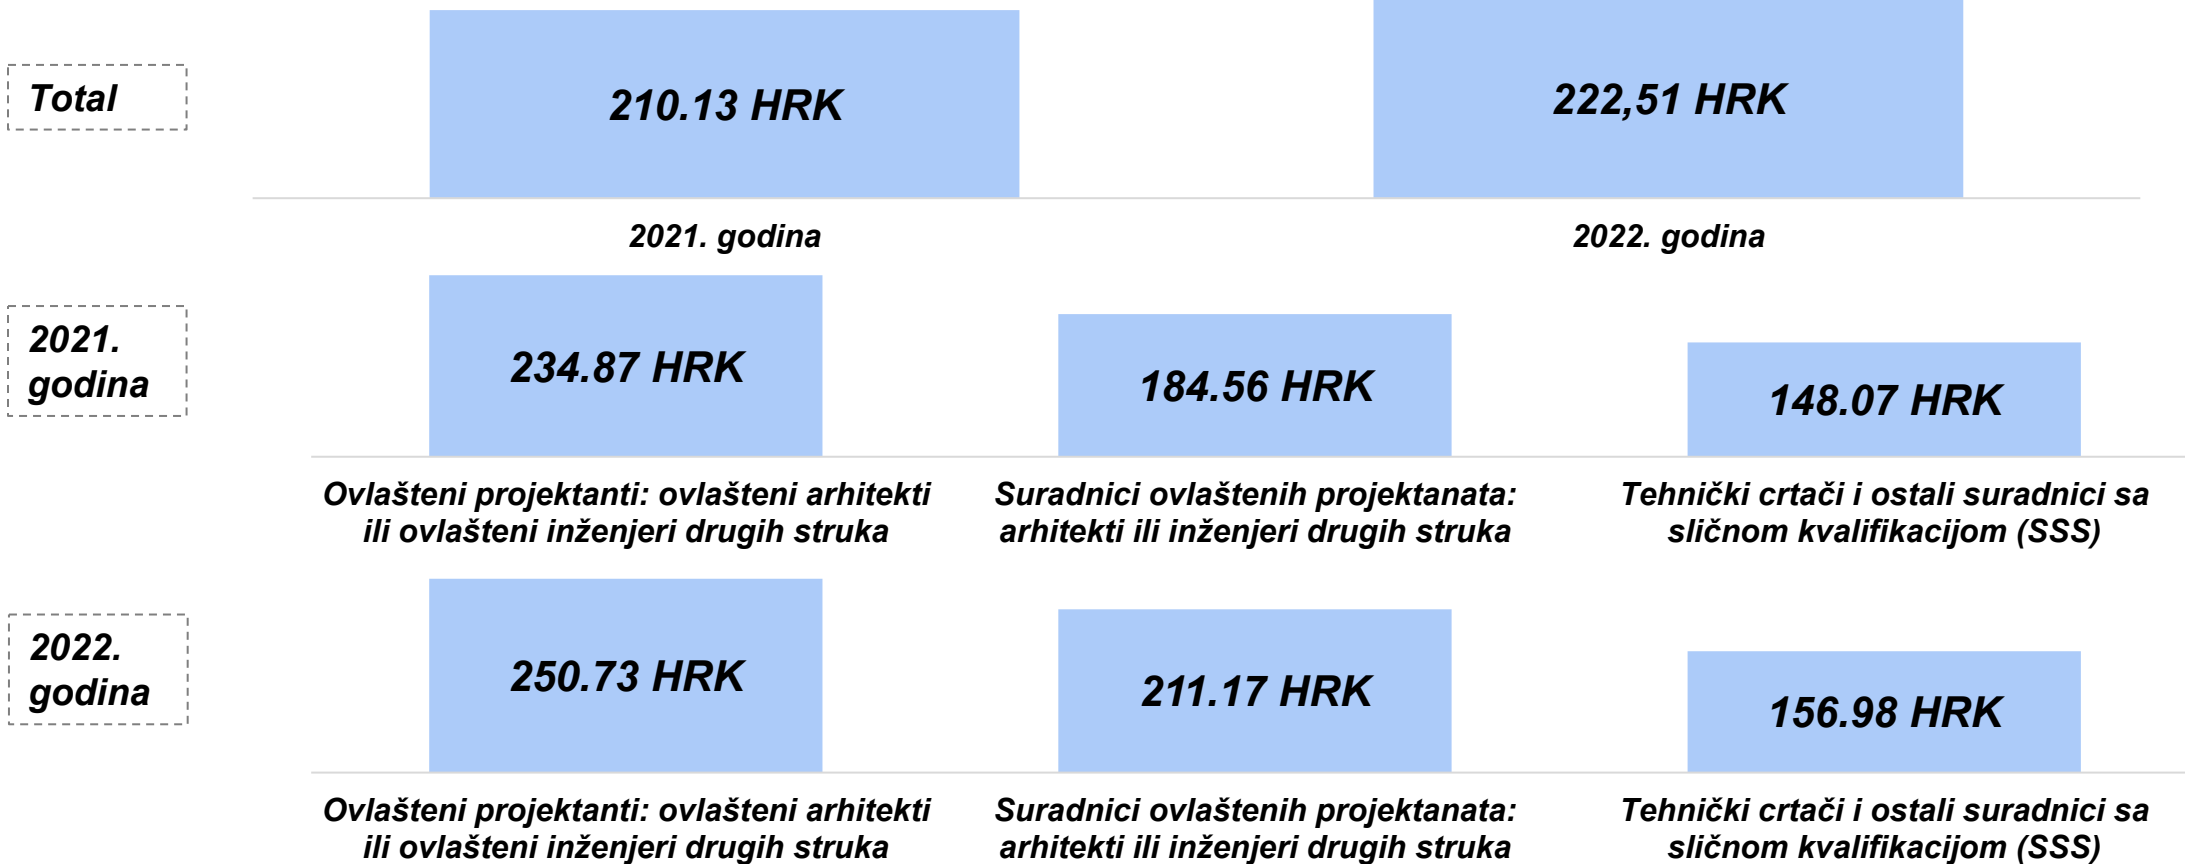 Total
210.13 HRK
222,51 HRK
2021. godina
2022. godina
2021.
godina
234.87 HRK
184.56 HRK
148.07 HRK
Ovlašteni projektanti: ovlašteni arhitekti
ili ovlašteni inženjeri drugih struka
Suradnici ovlaštenih projektanata:
arhitekti ili inženjeri drugih struka
Tehnički crtači i ostali suradnici sa
sličnom kvalifikacijom (SSS)
2022.
godina
250.73 HRK
211.17 HRK
156.98 HRK
Ovlašteni projektanti: ovlašteni arhitekti
ili ovlašteni inženjeri drugih struka
Suradnici ovlaštenih projektanata:
arhitekti ili inženjeri drugih struka
Tehnički crtači i ostali suradnici sa
sličnom kvalifikacijom (SSS)